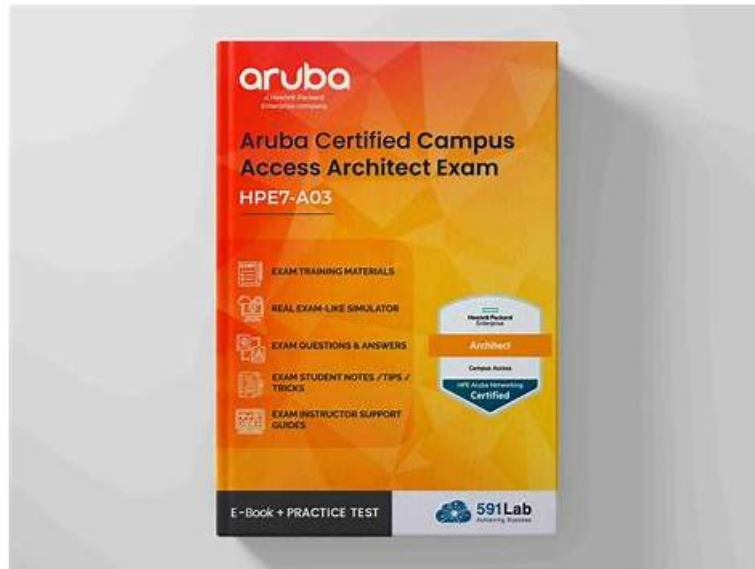 aruba
a Hewlett Packard
Enterprise company
Aruba Certified Campus
Access Architect Exam
HPE7-A03
EXAM TRAINING MATERIALS
REAL EXAM-LIKE SIMULATOR
EXAM QUESTIONS & ANSWERS
EXAM STUDENT NOTES / TIPS /
TRICKS
EXAM INSTRUCTOR SUPPORT
GUIDES
Hewlett Packard
Enterprise
Architect
Campus Access
HPE Aruba Networking
Certified
E-Book + PRACTICE TEST
591Lab
Achieving Success